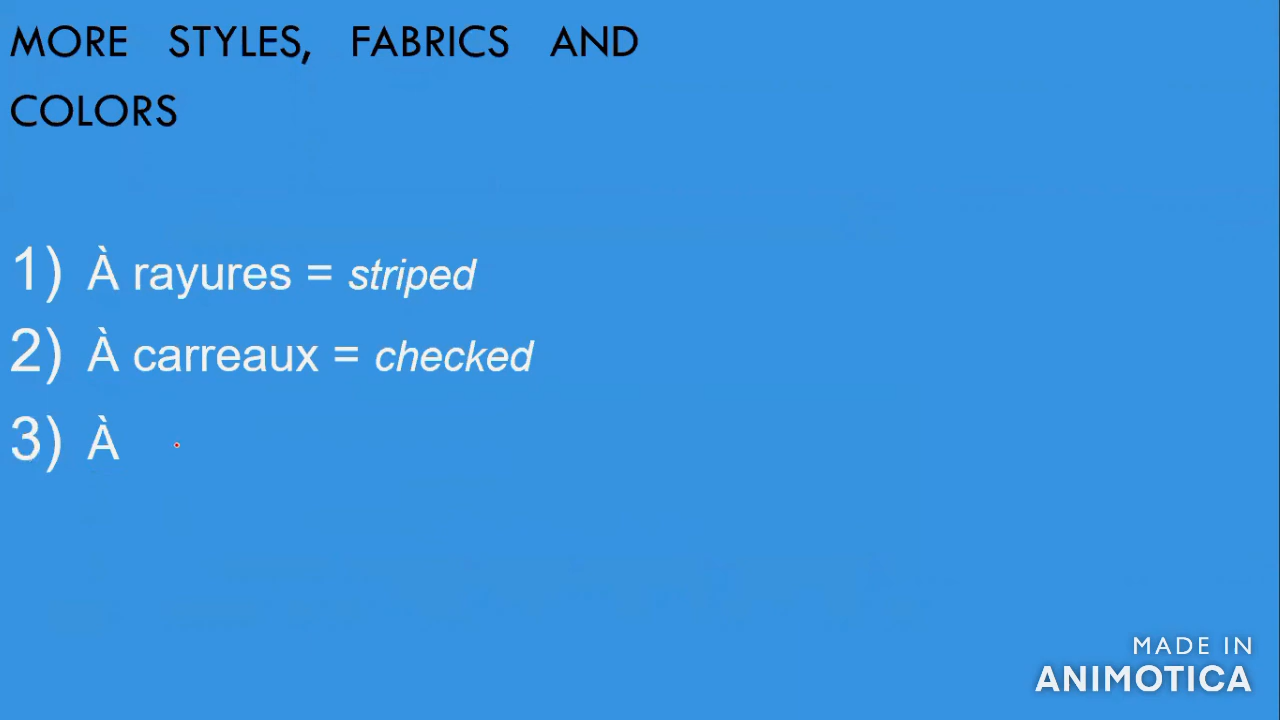 MORE STYLES, FABRICS AND
COLORS
1) À rayures = striped
2) À carreaux = checked
3) À
MADE IN
ANIMOTICA